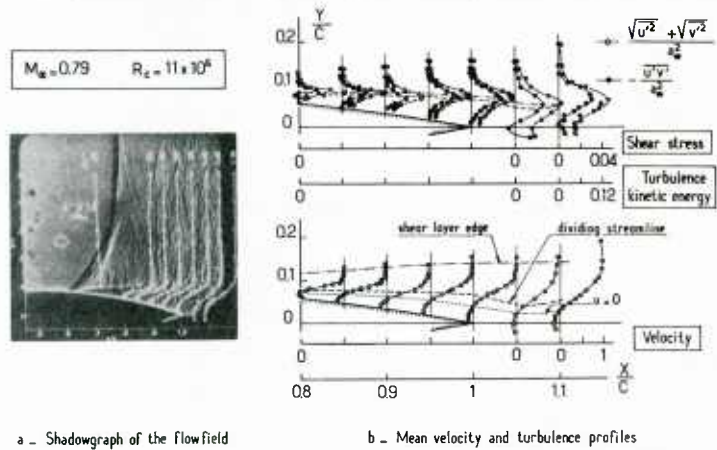 M∞ = 0.79 R_c = 11 x 10⁶
Y/C
0.2
0.1
0
√u'² + √v'²
a²∞
u'v'
a²∞
0 0 0 0.04
Shear stress
0 0 0 0.12
Turbulence
kinetic energy
0.2
0.1
0
shear layer edge
dividing streamline
u = 0
0 0 0 1
Velocity
X/C
0.8 0.9 1 1.1
a _ Shadowgraph of the flowfield
b _ Mean velocity and turbulence profiles